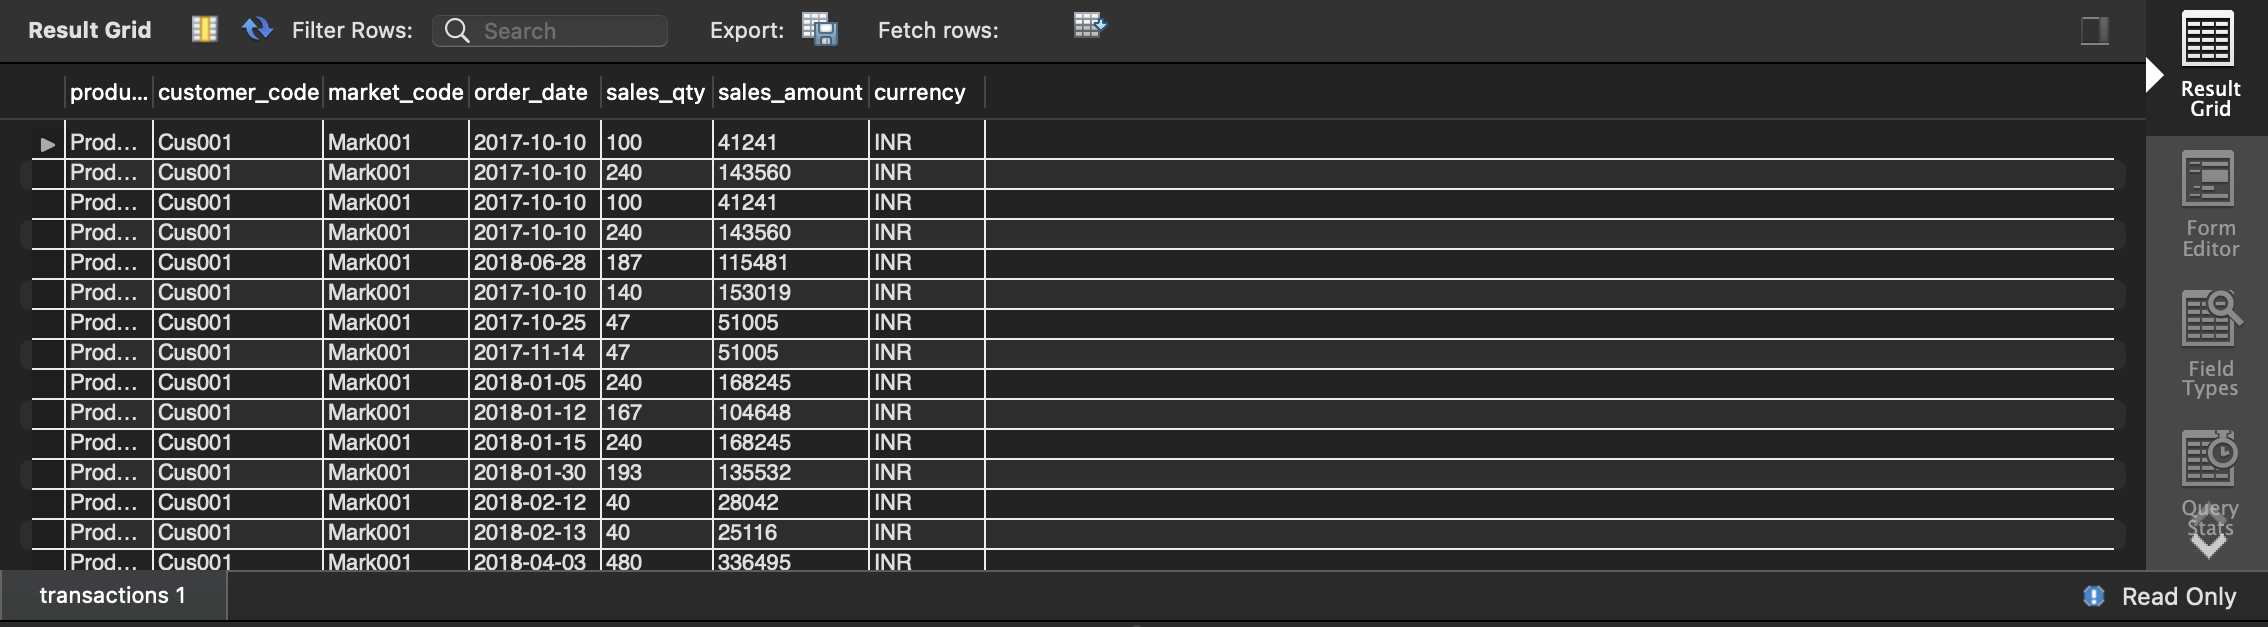 Result Grid Filter Rows: Search Export: Fetch rows:
produ... customer_code market_code order_date sales_qty sales_amount currency
Prod... Cus001 Mark001 2017-10-10 100 41241 INR
Prod... Cus001 Mark001 2017-10-10 240 143560 INR
Prod... Cus001 Mark001 2017-10-10 100 41241 INR
Prod... Cus001 Mark001 2017-10-10 240 143560 INR
Prod... Cus001 Mark001 2018-06-28 187 115481 INR
Prod... Cus001 Mark001 2017-10-10 140 153019 INR
Prod... Cus001 Mark001 2017-10-25 47 51005 INR
Prod... Cus001 Mark001 2017-11-14 47 51005 INR
Prod... Cus001 Mark001 2018-01-05 240 168245 INR
Prod... Cus001 Mark001 2018-01-12 167 104648 INR
Prod... Cus001 Mark001 2018-01-15 240 168245 INR
Prod... Cus001 Mark001 2018-01-30 193 135532 INR
Prod... Cus001 Mark001 2018-02-12 40 28042 INR
Prod... Cus001 Mark001 2018-02-13 40 25116 INR
Prod... Cus001 Mark001 2018-04-03 480 336495 INR
transactions 1
Read Only
Result
Grid
Form
Editor
Field
Types
Query
Stats